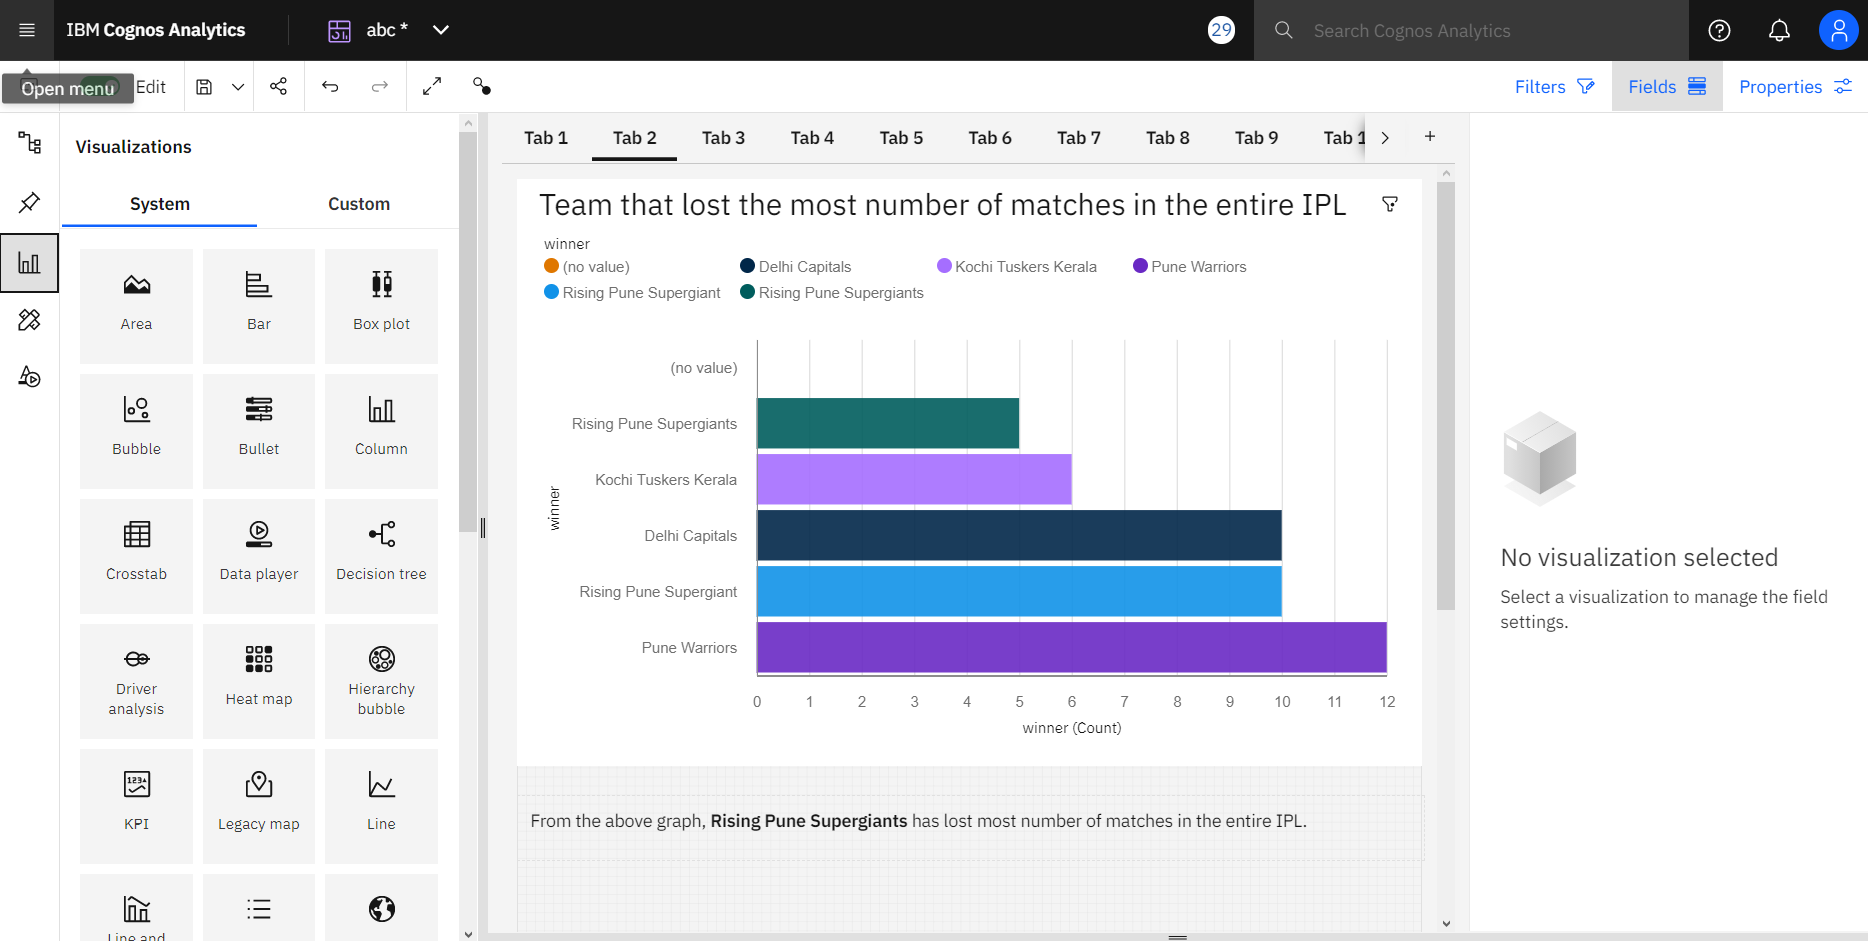 IBM Cognos Analytics
abc *
29
Search Cognos Analytics
Open menu
Edit
Filters
Fields
Properties
Visualizations
System
Custom
Area
Bar
Box plot
Bubble
Bullet
Column
Crosstab
Data player
Decision tree
Driver
analysis
Heat map
Hierarchy
bubble
KPI
Legacy map
Line
Line and
Tab 1
Tab 2
Tab 3
Tab 4
Tab 5
Tab 6
Tab 7
Tab 8
Tab 9
Tab 1
Team that lost the most number of matches in the entire IPL
winner
(no value)
Delhi Capitals
Kochi Tuskers Kerala
Pune Warriors
Rising Pune Supergiant
Rising Pune Supergiants
winner
(no value)
Rising Pune Supergiants
Kochi Tuskers Kerala
Delhi Capitals
Rising Pune Supergiant
Pune Warriors
0 1 2 3 4 5 6 7 8 9 10 11 12
winner (Count)
From the above graph, Rising Pune Supergiants has lost most number of matches in the entire IPL.
No visualization selected
Select a visualization to manage the field
settings.